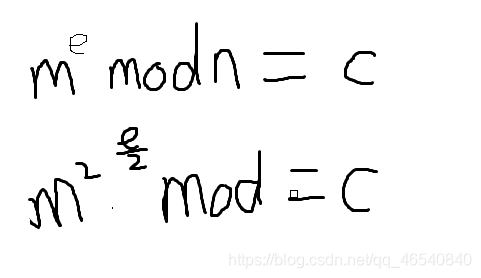 m^e mod n = c
m^2^(e/2) mod = c
https://blog.csdn.net/qq_46540840